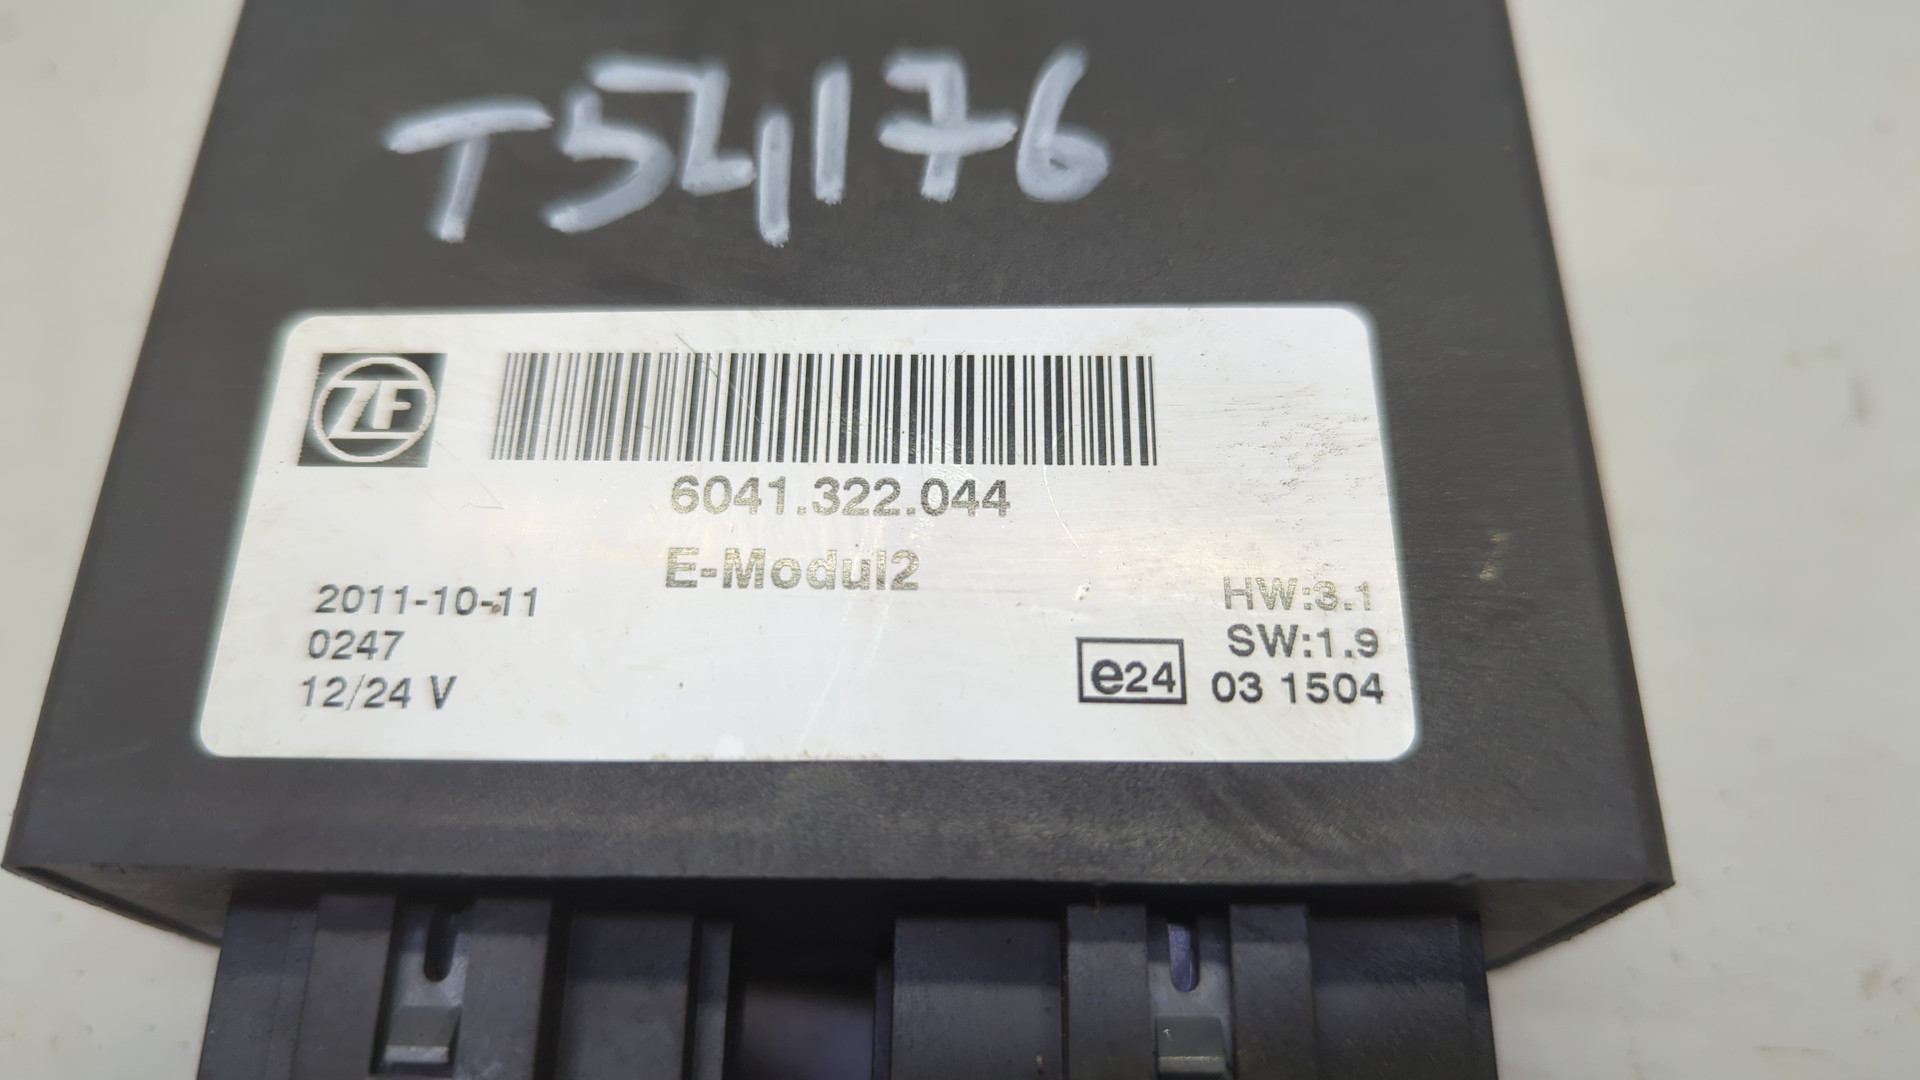 T54176
ZF
6041.322.044
E-Modul2
2011-10-11
0247
12/24 V
HW:3.1
SW:1.9
e24 03 1504